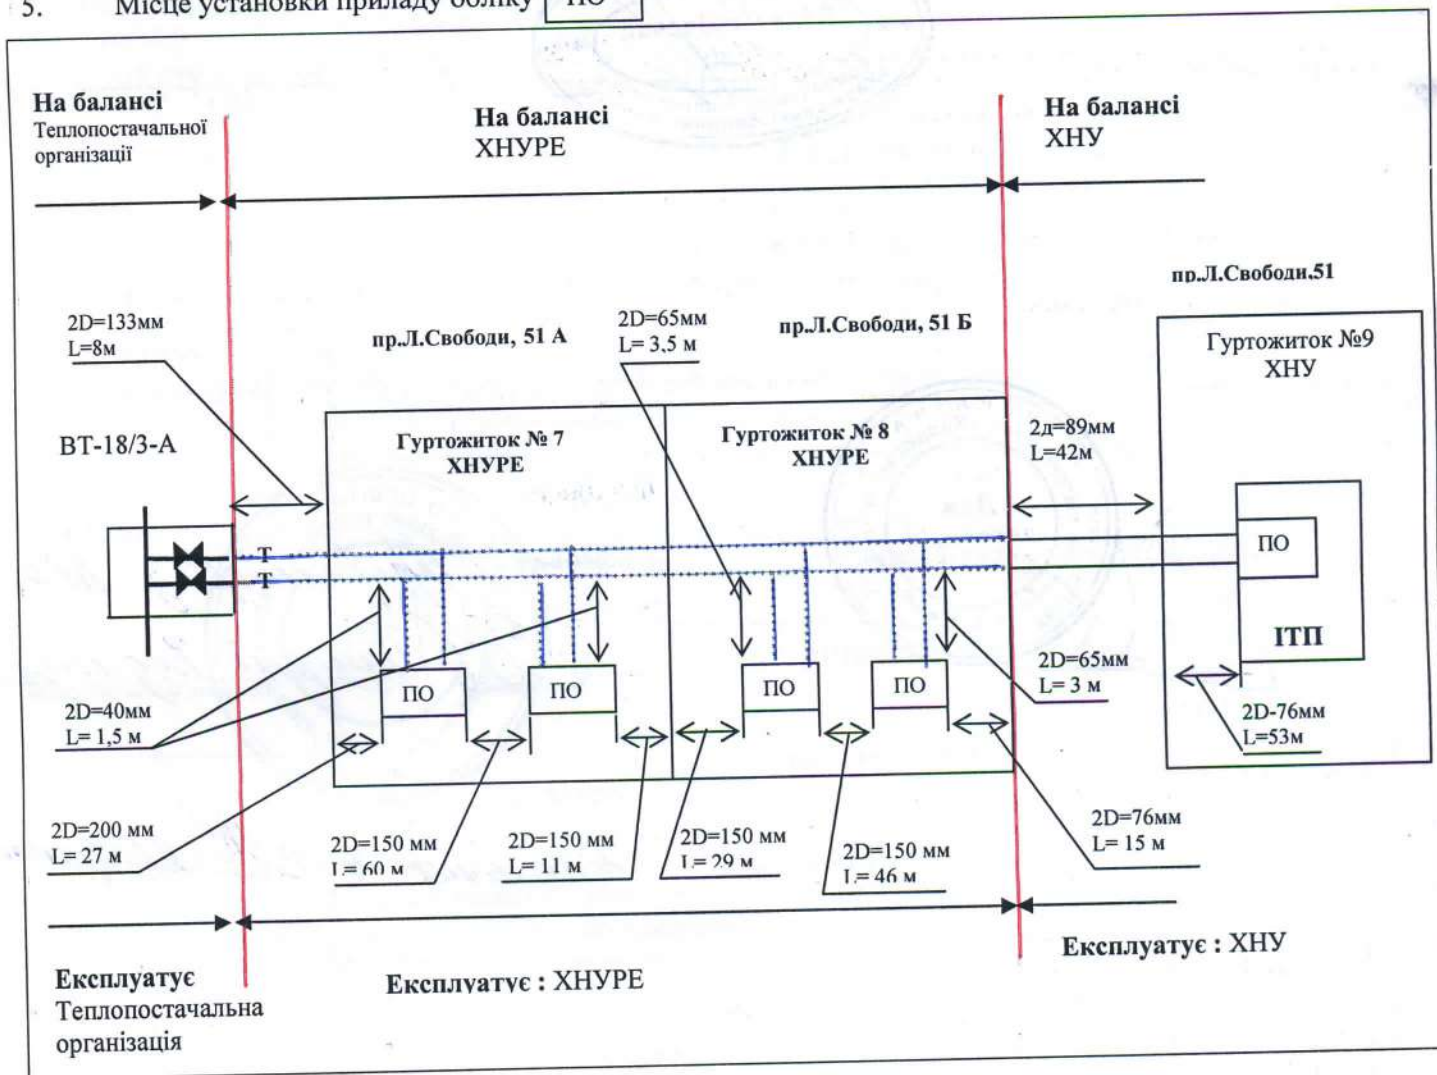 5. Місце установки приладу обліку ПО
На балансі
Теплопостачальної
організації
На балансі
ХНУРЕ
На балансі
ХНУ
пр.Л.Свободи,51
2D=133мм
L=8м
пр.Л.Свободи, 51 А
2D=65мм
L= 3,5 м
пр.Л.Свободи, 51 Б
Гуртожиток №9
ХНУ
ВТ-18/3-А
Гуртожиток № 7
ХНУРЕ
Гуртожиток № 8
ХНУРЕ
2д=89мм
L=42м
Т
Т
ПО
ІТП
ПО
ПО
ПО
ПО
2D=40мм
L= 1,5 м
2D=65мм
L= 3 м
2D-76мм
L=53м
2D=200 мм
L= 27 м
2D=150 мм
L= 60 м
2D=150 мм
L= 11 м
2D=150 мм
L= 29 м
2D=150 мм
L= 46 м
2D=76мм
L= 15 м
Експлуатує
Теплопостачальна
організація
Експлуатує : ХНУРЕ
Експлуатує : ХНУ